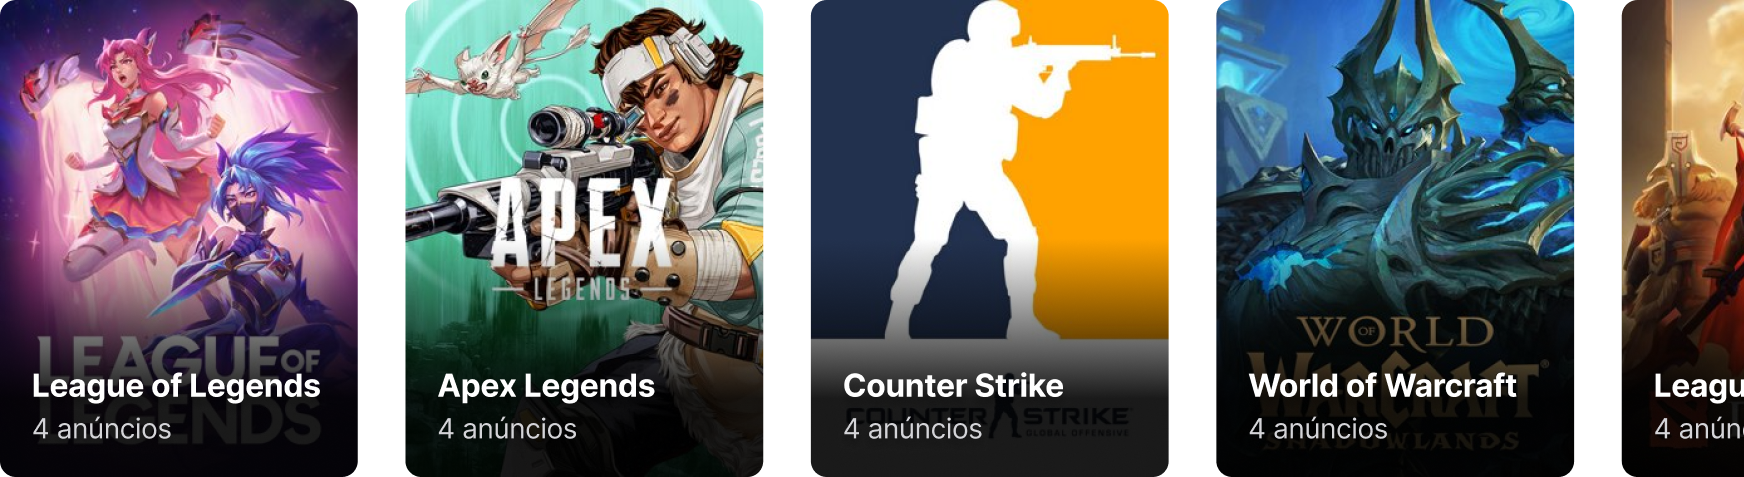 LEAGUE OF
LEGENDS
League of Legends
4 anúncios
APEX
LEGENDS
Apex Legends
4 anúncios
COUNTER STRIKE
GLOBAL OFFENSIVE
Counter Strike
4 anúncios
WORLD OF
WARCRAFT
SHADOWLANDS
World of Warcraft
4 anúncios
Leagu
4 anún